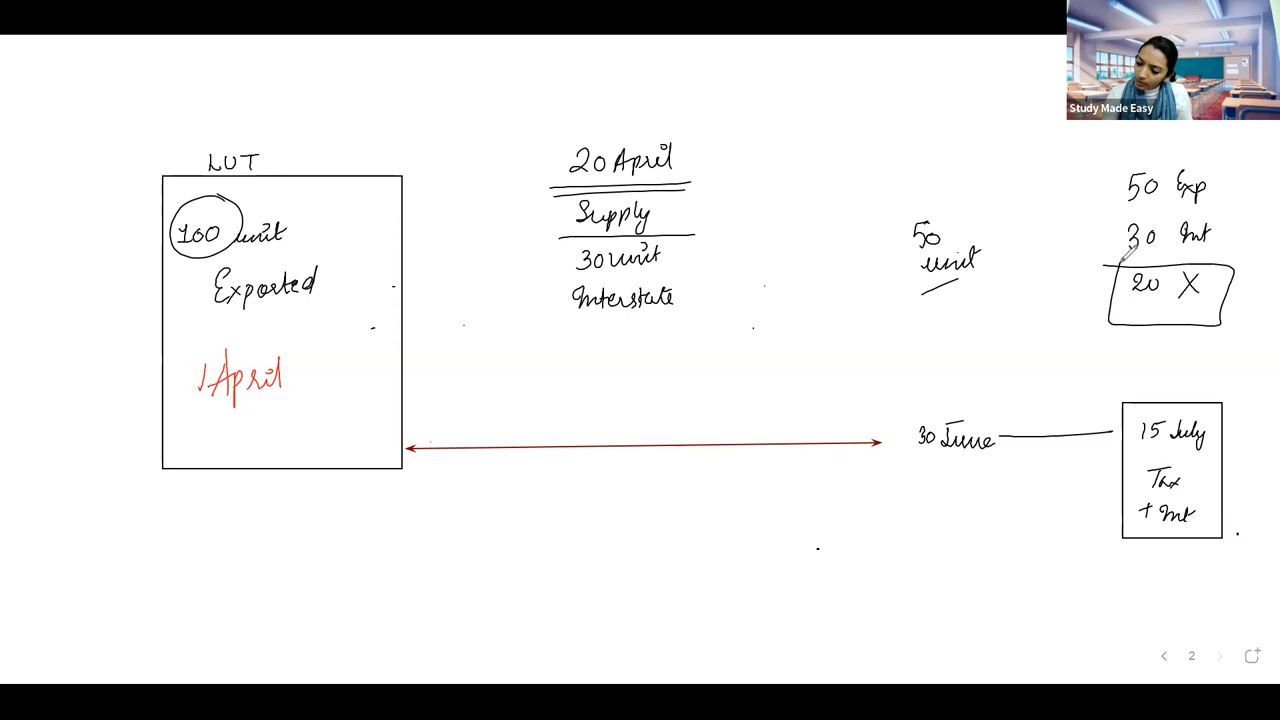 LUT
100 unit
Exported
1 April
20 April
Supply
30 unit
Interstate
50
unit
50 Exp
30 Int
20 X
30 June
15 July
Tax
+ Int
Study Made Easy
2